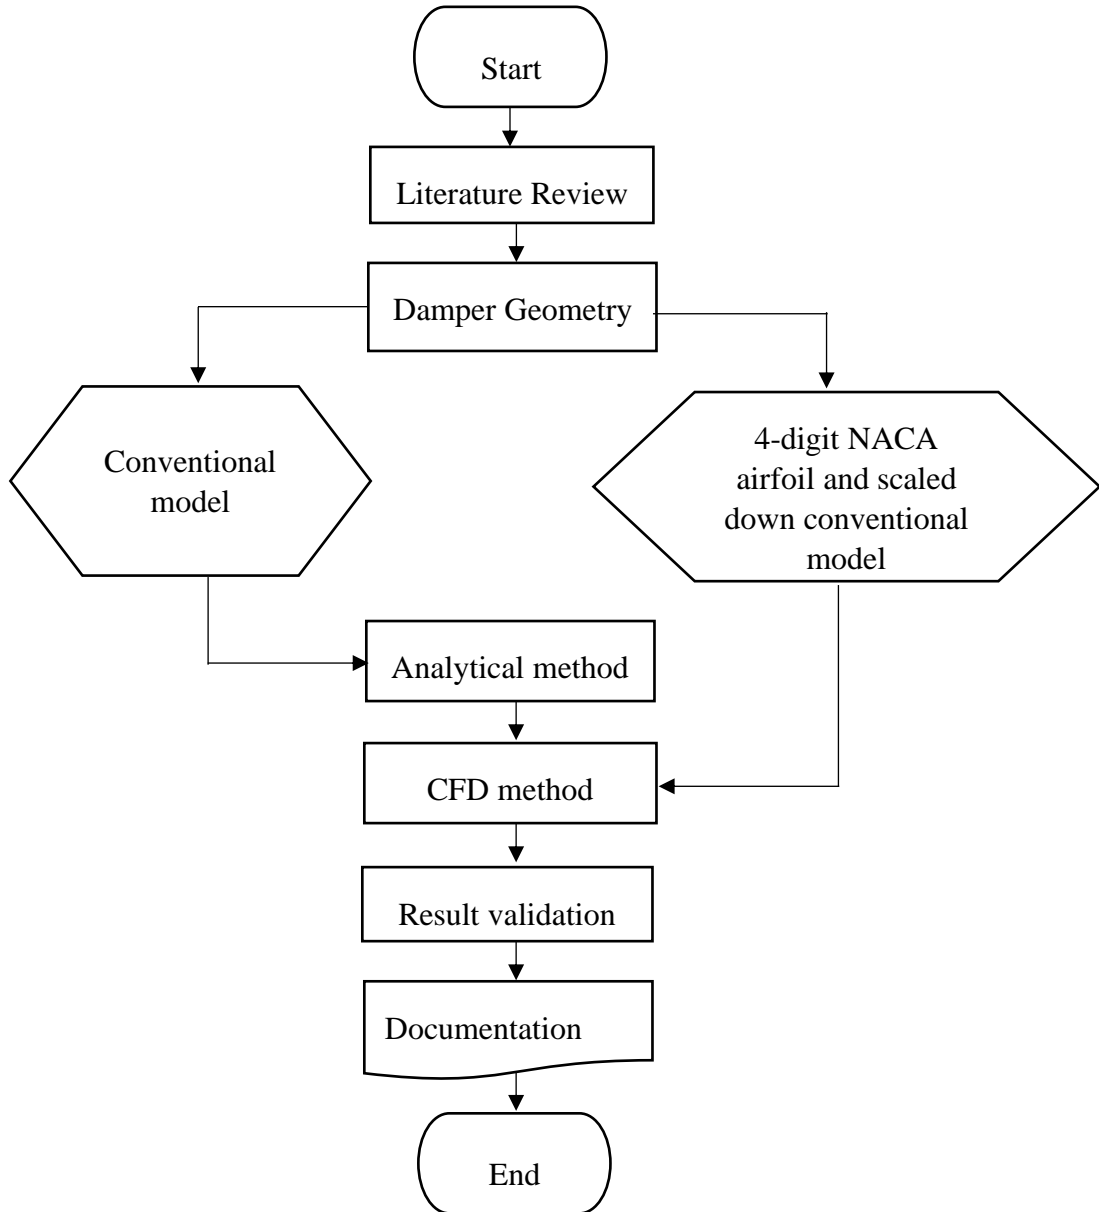 Start
Literature Review
Damper Geometry
Conventional
model
4-digit NACA
airfoil and scaled
down conventional
model
Analytical method
CFD method
Result validation
Documentation
End